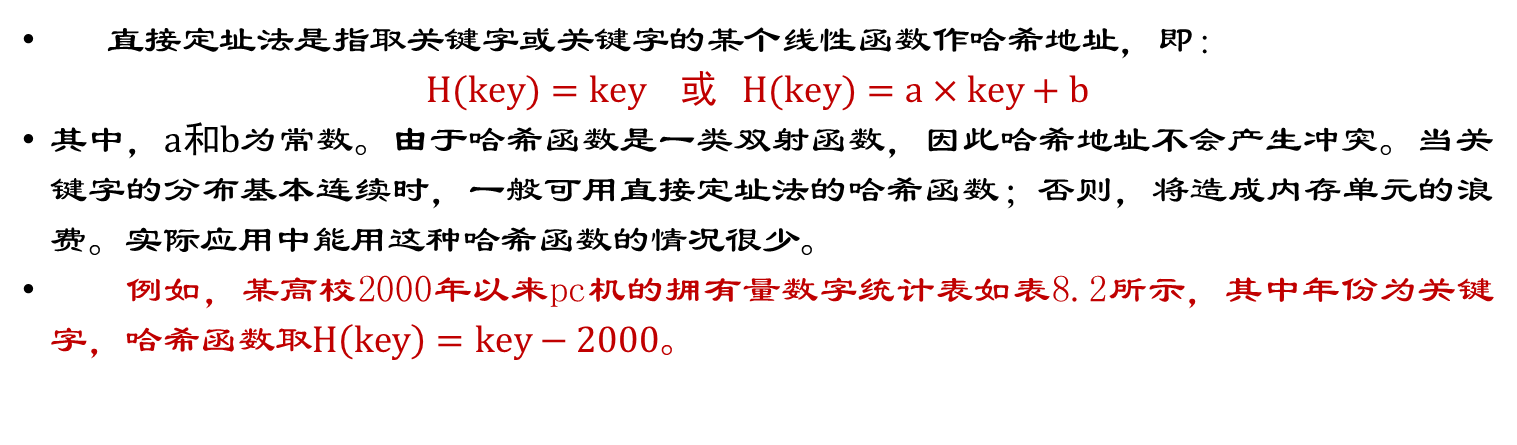 • 直接定址法是指取关键字或关键字的某个线性函数作哈希地址，即：
H(key) = key 或 H(key) = a × key + b
• 其中，a和b为常数。由于哈希函数是一类双射函数，因此哈希地址不会产生冲突。当关
键字的分布基本连续时，一般可用直接定址法的哈希函数；否则，将造成内存单元的浪
费。实际应用中能用这种哈希函数的情况很少。
• 例如，某高校2000年以来pc机的拥有量数字统计表如表8.2所示，其中年份为关键
字，哈希函数取H(key) = key − 2000。